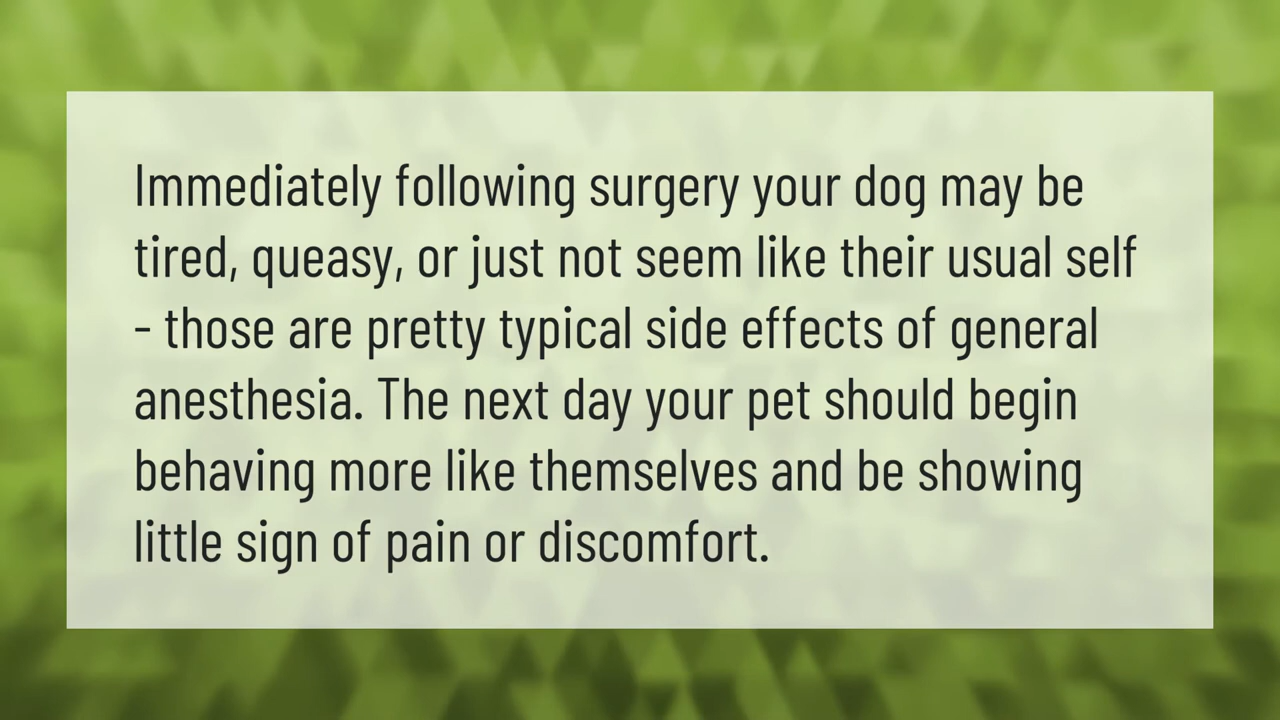 Immediately following surgery your dog may be
tired, queasy, or just not seem like their usual self
- those are pretty typical side effects of general
anesthesia. The next day your pet should begin
behaving more like themselves and be showing
little sign of pain or discomfort.